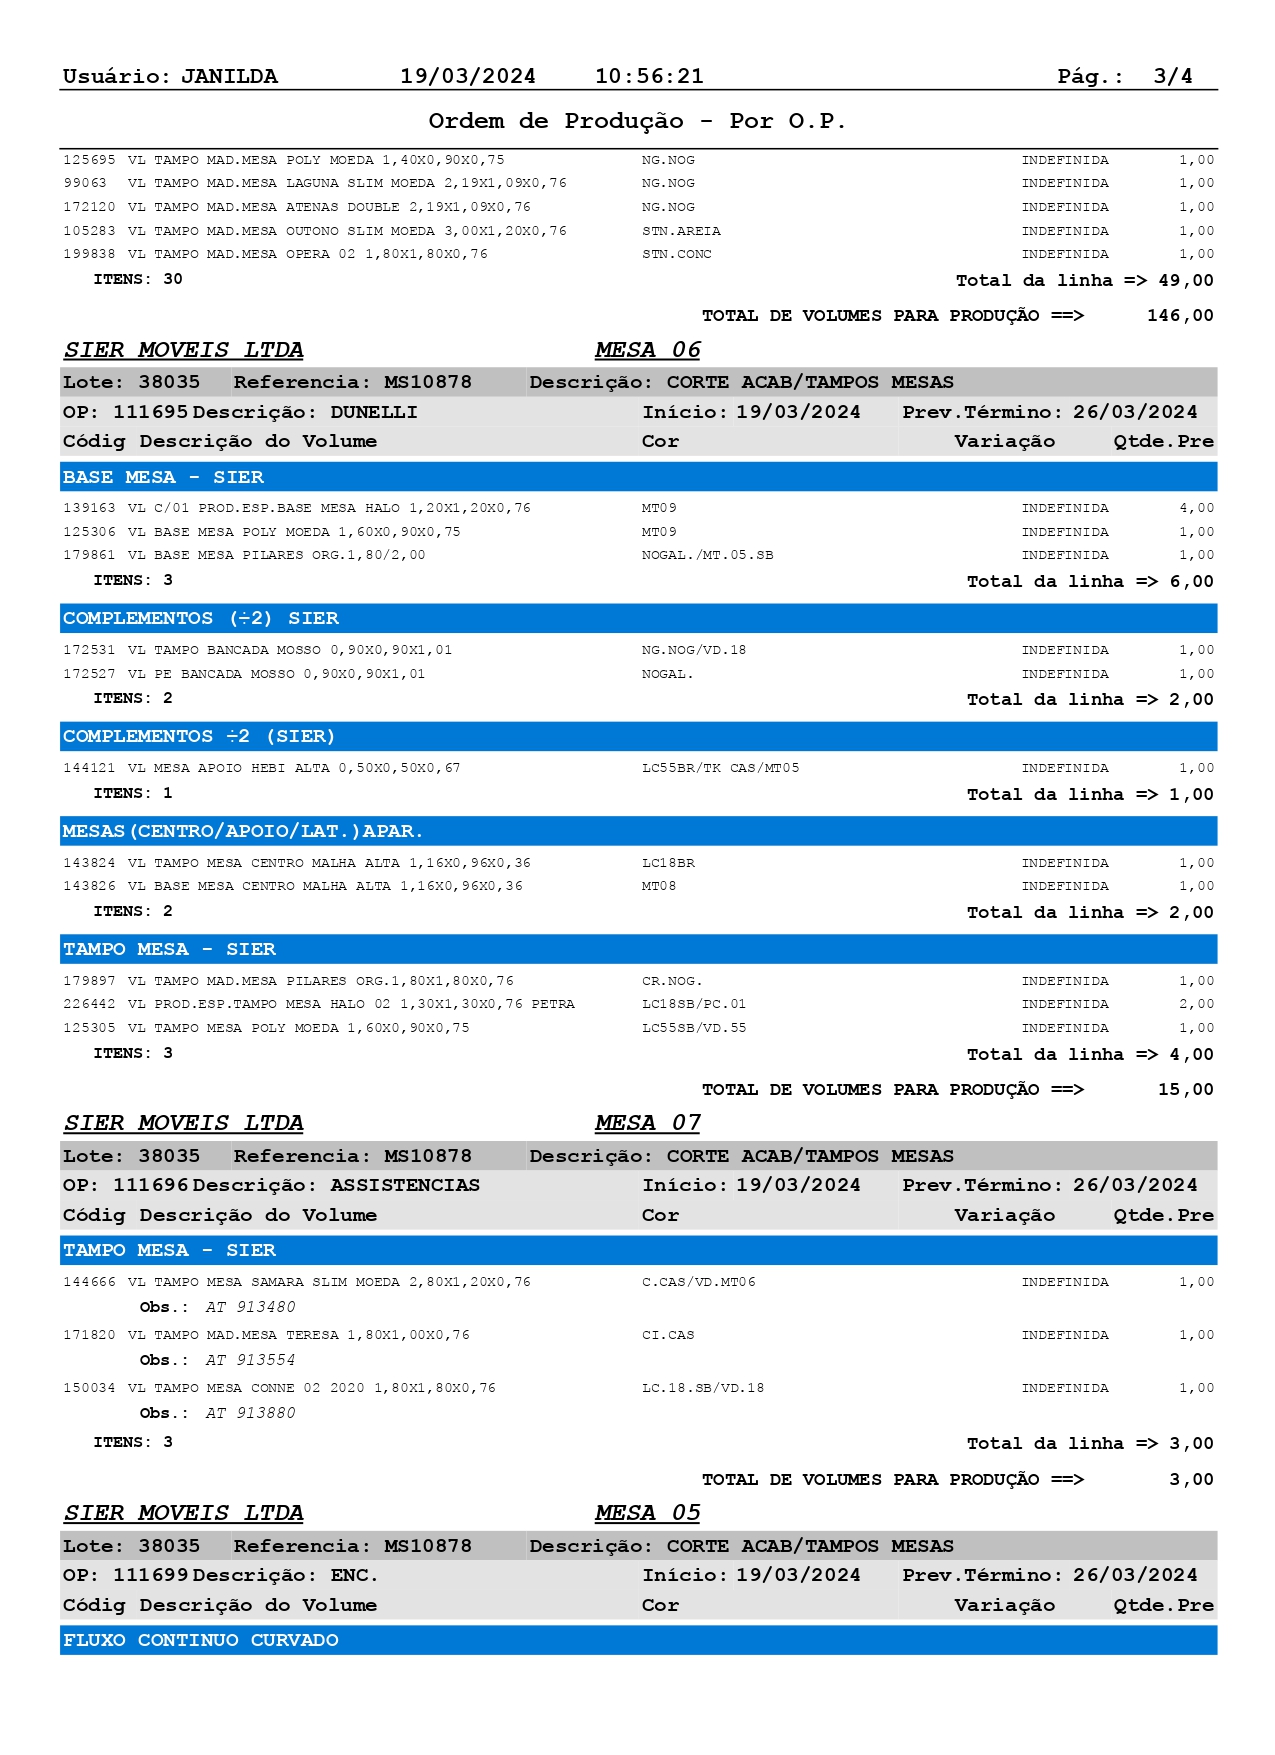 Usuário: JANILDA 19/03/2024 10:56:21 Pág.: 3/4
Ordem de Produção - Por O.P.
125695 VL TAMPO MAD.MESA POLY MOEDA 1,40X0,90X0,75 NG.NOG INDEFINIDA 1,00
99063 VL TAMPO MAD.MESA LAGUNA SLIM MOEDA 2,19X1,09X0,76 NG.NOG INDEFINIDA 1,00
172120 VL TAMPO MAD.MESA ATENAS DOUBLE 2,19X1,09X0,76 NG.NOG INDEFINIDA 1,00
105283 VL TAMPO MAD.MESA OUTONO SLIM MOEDA 3,00X1,20X0,76 STN.AREIA INDEFINIDA 1,00
199838 VL TAMPO MAD.MESA OPERA 02 1,80X1,80X0,76 STN.CONC INDEFINIDA 1,00
ITENS: 30 Total da linha => 49,00
TOTAL DE VOLUMES PARA PRODUÇÃO ==> 146,00
SIER MOVEIS LTDA MESA 06
Lote: 38035 Referencia: MS10878 Descrição: CORTE ACAB/TAMPOS MESAS
OP: 111695 Descrição: DUNELLI Início: 19/03/2024 Prev.Término: 26/03/2024
Códig Descrição do Volume Cor Variação Qtde.Pre
BASE MESA - SIER
139163 VL C/01 PROD.ESP.BASE MESA HALO 1,20X1,20X0,76 MT09 INDEFINIDA 4,00
125306 VL BASE MESA POLY MOEDA 1,60X0,90X0,75 MT09 INDEFINIDA 1,00
179861 VL BASE MESA PILARES ORG.1,80/2,00 NOGAL./MT.05.SB INDEFINIDA 1,00
ITENS: 3 Total da linha => 6,00
COMPLEMENTOS (÷2) SIER
172531 VL TAMPO BANCADA MOSSO 0,90X0,90X1,01 NG.NOG/VD.18 INDEFINIDA 1,00
172527 VL PE BANCADA MOSSO 0,90X0,90X1,01 NOGAL. INDEFINIDA 1,00
ITENS: 2 Total da linha => 2,00
COMPLEMENTOS ÷2 (SIER)
144121 VL MESA APOIO HEBI ALTA 0,50X0,50X0,67 LC55BR/TK CAS/MT05 INDEFINIDA 1,00
ITENS: 1 Total da linha => 1,00
MESAS(CENTRO/APOIO/LAT.)APAR.
143824 VL TAMPO MESA CENTRO MALHA ALTA 1,16X0,96X0,36 LC18BR INDEFINIDA 1,00
143826 VL BASE MESA CENTRO MALHA ALTA 1,16X0,96X0,36 MT08 INDEFINIDA 1,00
ITENS: 2 Total da linha => 2,00
TAMPO MESA - SIER
179897 VL TAMPO MAD.MESA PILARES ORG.1,80X1,80X0,76 CR.NOG. INDEFINIDA 1,00
226442 VL PROD.ESP.TAMPO MESA HALO 02 1,30X1,30X0,76 PETRA LC18SB/PC.01 INDEFINIDA 2,00
125305 VL TAMPO MESA POLY MOEDA 1,60X0,90X0,75 LC55SB/VD.55 INDEFINIDA 1,00
ITENS: 3 Total da linha => 4,00
TOTAL DE VOLUMES PARA PRODUÇÃO ==> 15,00
SIER MOVEIS LTDA MESA 07
Lote: 38035 Referencia: MS10878 Descrição: CORTE ACAB/TAMPOS MESAS
OP: 111696 Descrição: ASSISTENCIAS Início: 19/03/2024 Prev.Término: 26/03/2024
Códig Descrição do Volume Cor Variação Qtde.Pre
TAMPO MESA - SIER
144666 VL TAMPO MESA SAMARA SLIM MOEDA 2,80X1,20X0,76 C.CAS/VD.MT06 INDEFINIDA 1,00
Obs.: AT 913480
171820 VL TAMPO MAD.MESA TERESA 1,80X1,00X0,76 CI.CAS INDEFINIDA 1,00
Obs.: AT 913554
150034 VL TAMPO MESA CONNE 02 2020 1,80X1,80X0,76 LC.18.SB/VD.18 INDEFINIDA 1,00
Obs.: AT 913880
ITENS: 3 Total da linha => 3,00
TOTAL DE VOLUMES PARA PRODUÇÃO ==> 3,00
SIER MOVEIS LTDA MESA 05
Lote: 38035 Referencia: MS10878 Descrição: CORTE ACAB/TAMPOS MESAS
OP: 111699 Descrição: ENC. Início: 19/03/2024 Prev.Término: 26/03/2024
Códig Descrição do Volume Cor Variação Qtde.Pre
FLUXO CONTINUO CURVADO